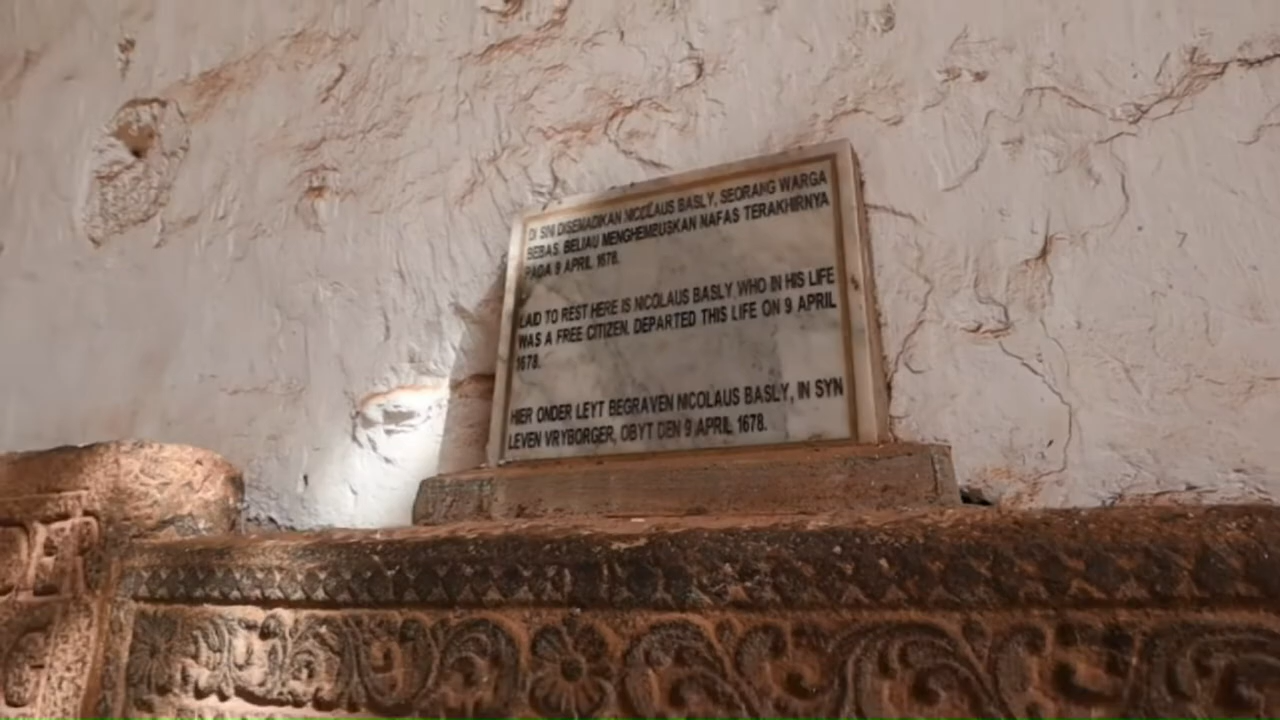 DI SINI DISEMADIKAN NICOLAUS BASLY, SEORANG WARGA
BEBAS. BELIAU MENGHEMBUSKAN NAFAS TERAKHIRNYA
PADA 9 APRIL 1678.
LAID TO REST HERE IS NICOLAUS BASLY WHO IN HIS LIFE
WAS A FREE CITIZEN. DEPARTED THIS LIFE ON 9 APRIL
1678.
HIER ONDER LEYT BEGRAVEN NICOLAUS BASLY, IN SYN
LEVEN VRYBORGER, OBYT DEN 9 APRIL 1678.